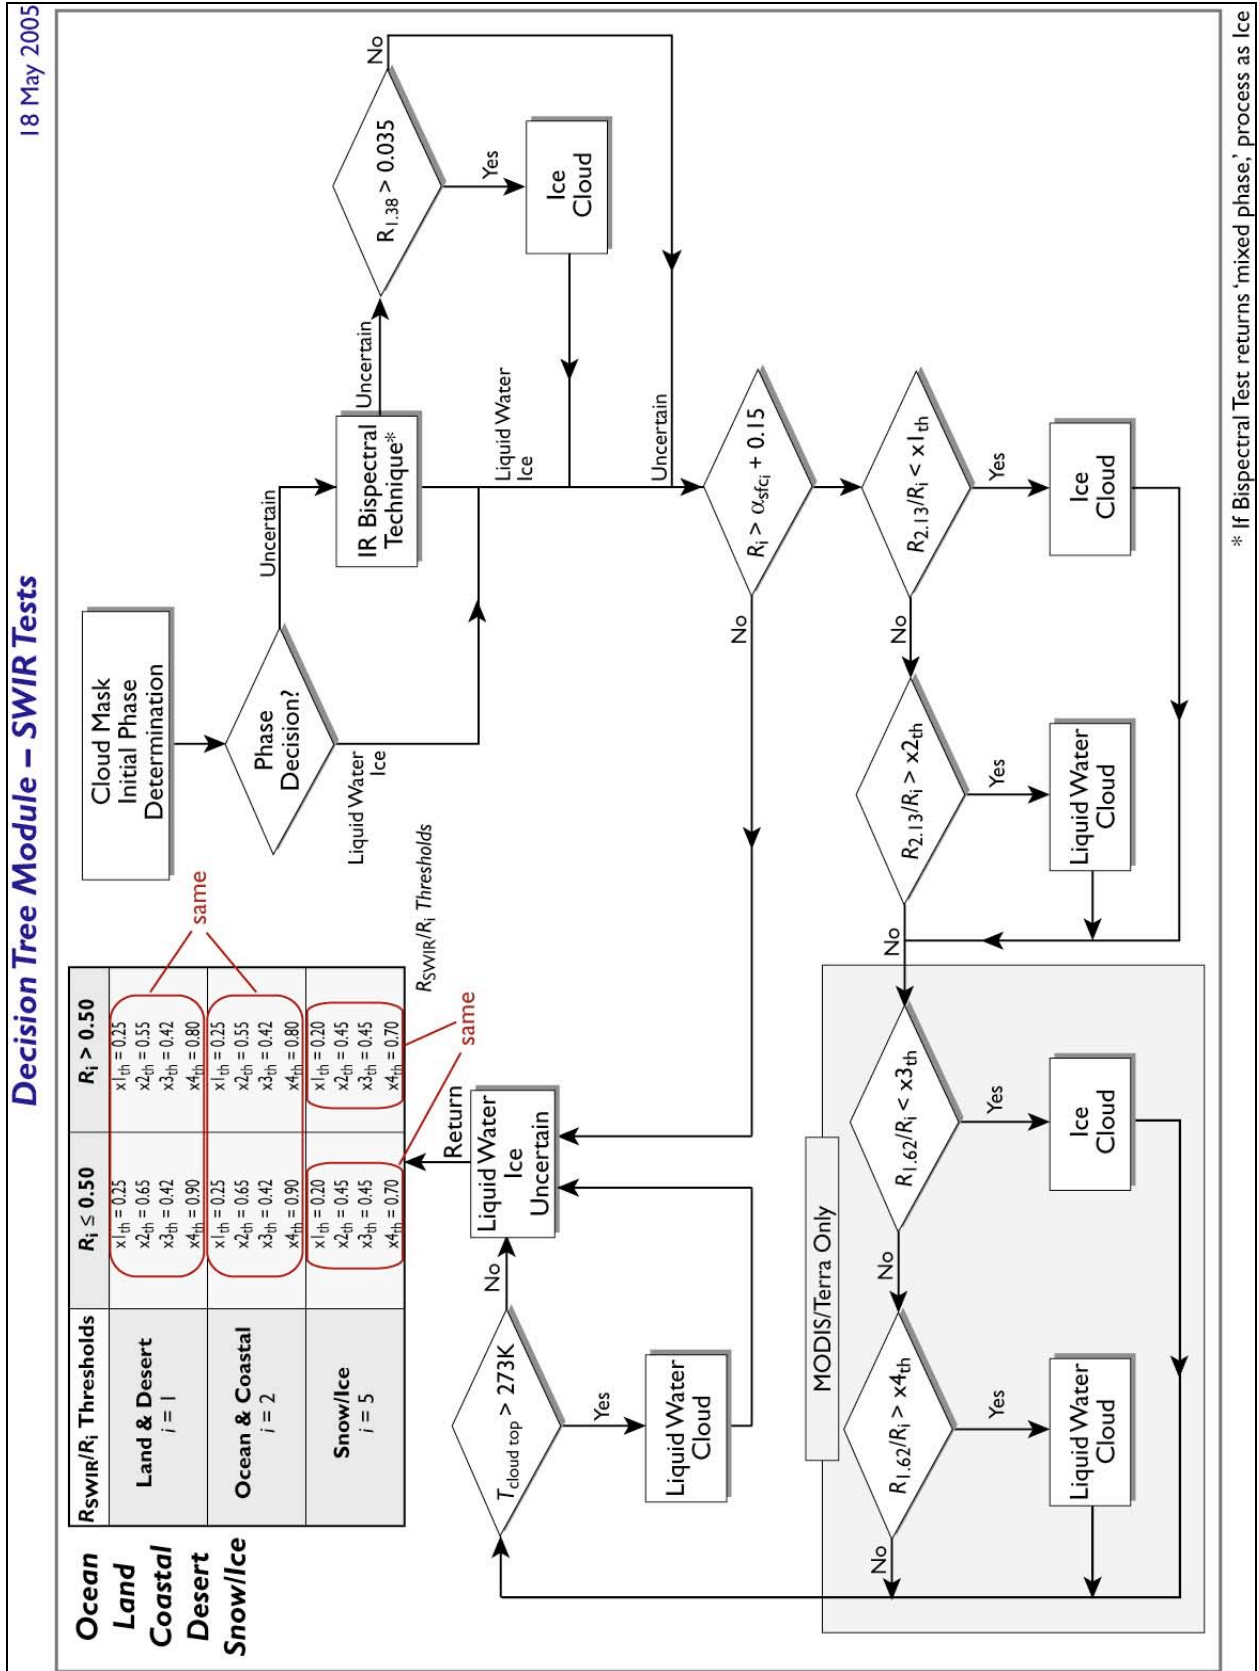 18 May 2005
Decision Tree Module – SWIR Tests
Ocean
Land
Coastal
Desert
Snow/Ice
RSWIR/Ri Thresholds
Ri ≤ 0.50
Ri > 0.50
Land & Desert
i = 1
x1th = 0.25
x2th = 0.65
x3th = 0.42
x4th = 0.90
x1th = 0.25
x2th = 0.55
x3th = 0.42
x4th = 0.80
Ocean & Coastal
i = 2
x1th = 0.25
x2th = 0.65
x3th = 0.42
x4th = 0.90
x1th = 0.25
x2th = 0.55
x3th = 0.42
x4th = 0.80
Snow/Ice
i = 5
x1th = 0.20
x2th = 0.45
x3th = 0.45
x4th = 0.70
x1th = 0.20
x2th = 0.45
x3th = 0.45
x4th = 0.70
same
same
RSWIR/Ri Thresholds
Cloud Mask
Initial Phase
Determination
Phase
Decision?
Uncertain
Liquid Water
Ice
IR Bispectral
Technique*
Uncertain
R1.38 > 0.035
No
Yes
Ice
Cloud
Liquid Water
Ice
Uncertain
Ri > αsfci + 0.15
No
R2.13/Ri < x1th
Yes
Ice
Cloud
No
R2.13/Ri > x2th
Yes
Liquid Water
Cloud
No
MODIS/Terra Only
R1.62/Ri < x3th
Yes
Ice
Cloud
No
R1.62/Ri > x4th
Yes
Liquid Water
Cloud
No
Tcloud top > 273K
Yes
Liquid Water
Cloud
No
Liquid Water
Ice
Uncertain
Return
* If Bispectral Test returns ‘mixed phase,’ process as Ice